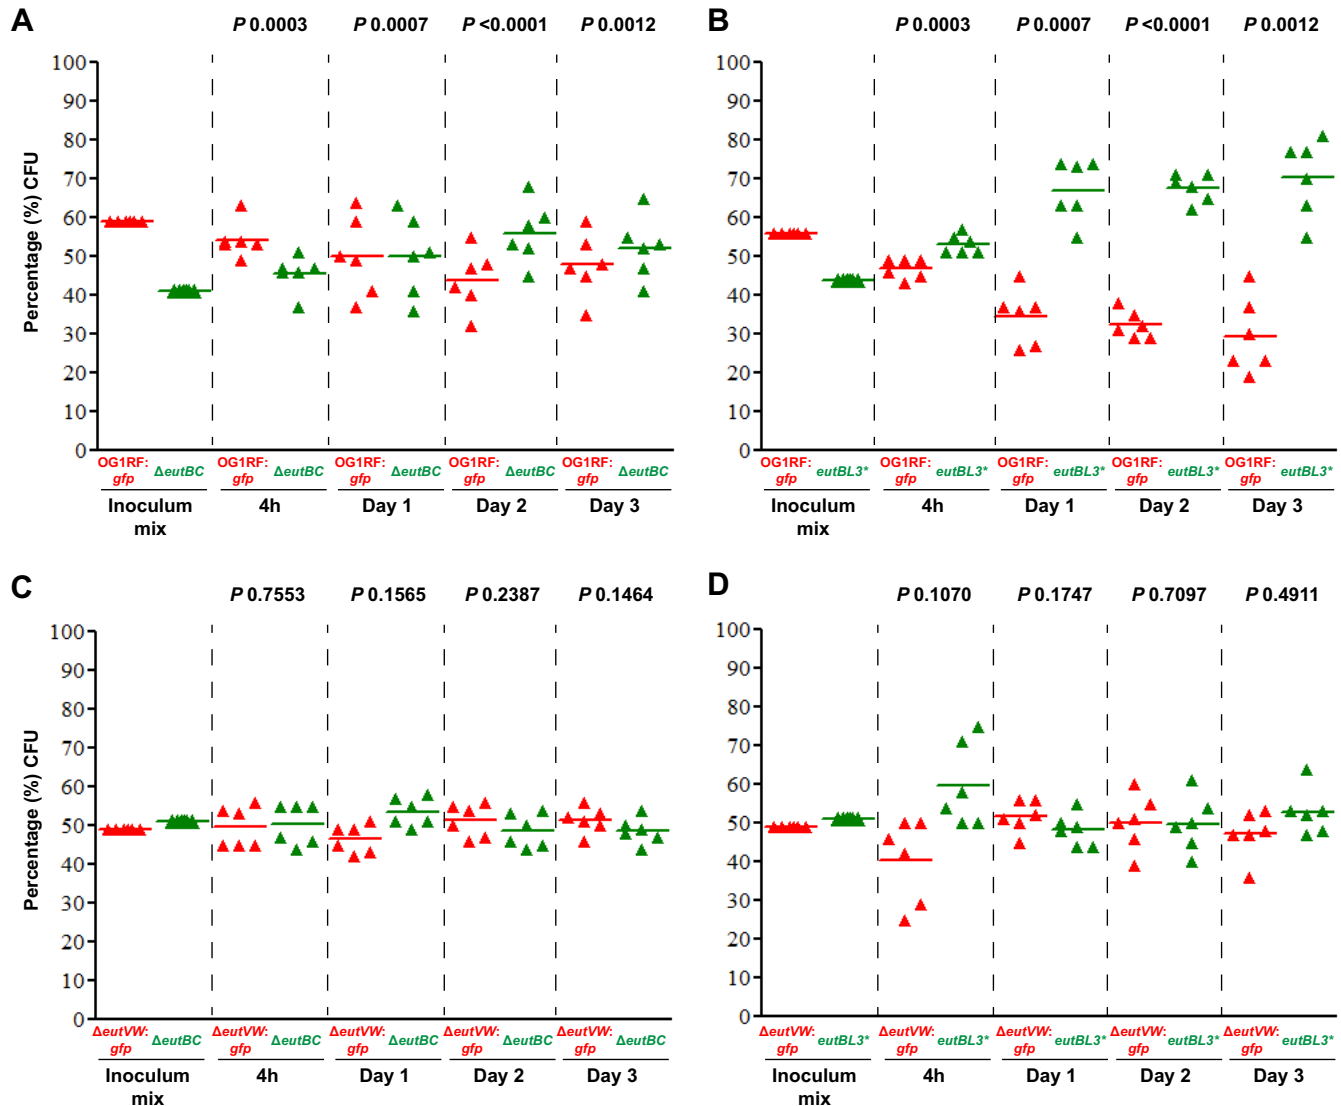 A
P 0.0003 P 0.0007 P <0.0001 P 0.0012
Percentage (%) CFU
100
90
80
70
60
50
40
30
20
10
0
OG1RF: gfp ΔeutBC OG1RF: gfp ΔeutBC OG1RF: gfp ΔeutBC OG1RF: gfp ΔeutBC OG1RF: gfp ΔeutBC
Inoculum mix 4h Day 1 Day 2 Day 3
B
P 0.0003 P 0.0007 P <0.0001 P 0.0012
100
90
80
70
60
50
40
30
20
10
0
OG1RF: gfp eutBL3* OG1RF: gfp eutBL3* OG1RF: gfp eutBL3* OG1RF: gfp eutBL3* OG1RF: gfp eutBL3*
Inoculum mix 4h Day 1 Day 2 Day 3
C
P 0.7553 P 0.1565 P 0.2387 P 0.1464
Percentage (%) CFU
100
90
80
70
60
50
40
30
20
10
0
ΔeutVW: gfp ΔeutBC ΔeutVW: gfp ΔeutBC ΔeutVW: gfp ΔeutBC ΔeutVW: gfp ΔeutBC ΔeutVW: gfp ΔeutBC
Inoculum mix 4h Day 1 Day 2 Day 3
D
P 0.1070 P 0.1747 P 0.7097 P 0.4911
100
90
80
70
60
50
40
30
20
10
0
ΔeutVW: gfp eutBL3* ΔeutVW: gfp eutBL3* ΔeutVW: gfp eutBL3* ΔeutVW: gfp eutBL3* ΔeutVW: gfp eutBL3*
Inoculum mix 4h Day 1 Day 2 Day 3